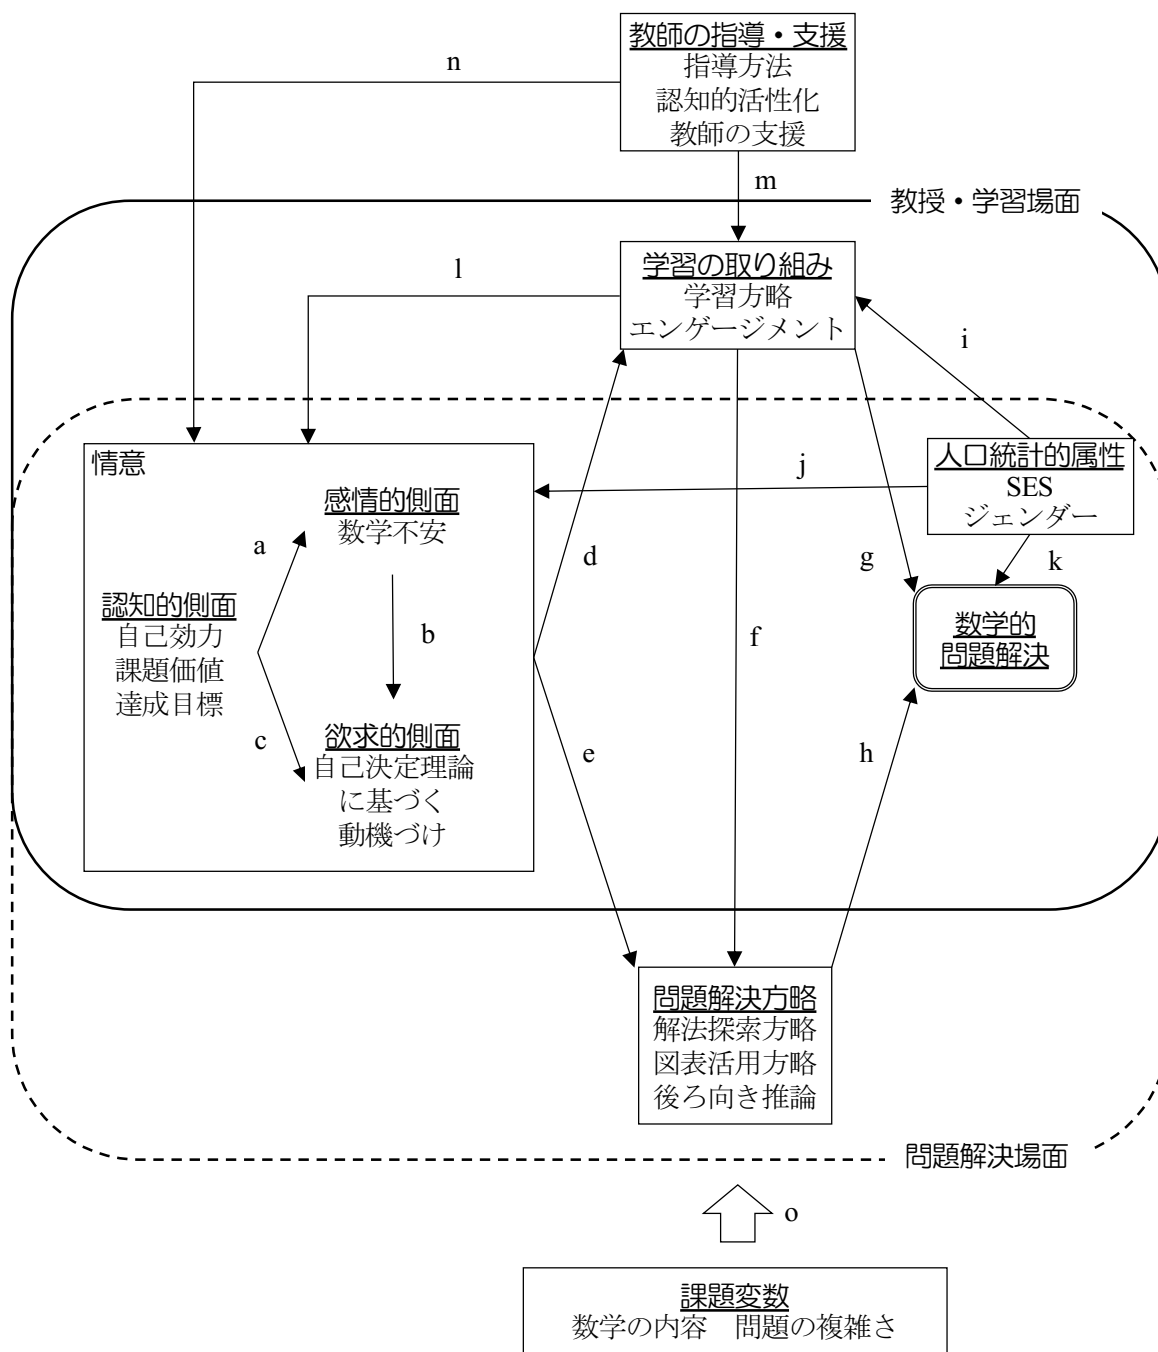 教師の指導・支援
指導方法
認知的活性化
教師の支援
n
m
教授・学習場面
学習の取り組み
学習方略
エンゲージメント
l
i
人口統計的属性
SES
ジェンダー
j
k
情意
感情的側面
数学不安
a
認知的側面
自己効力
課題価値
達成目標
b
c
欲求的側面
自己決定理論
に基づく
動機づけ
d
e
f
g
h
数学的
問題解決
問題解決方略
解法探索方略
図表活用方略
後ろ向き推論
問題解決場面
o
課題変数
数学の内容　問題の複雑さ